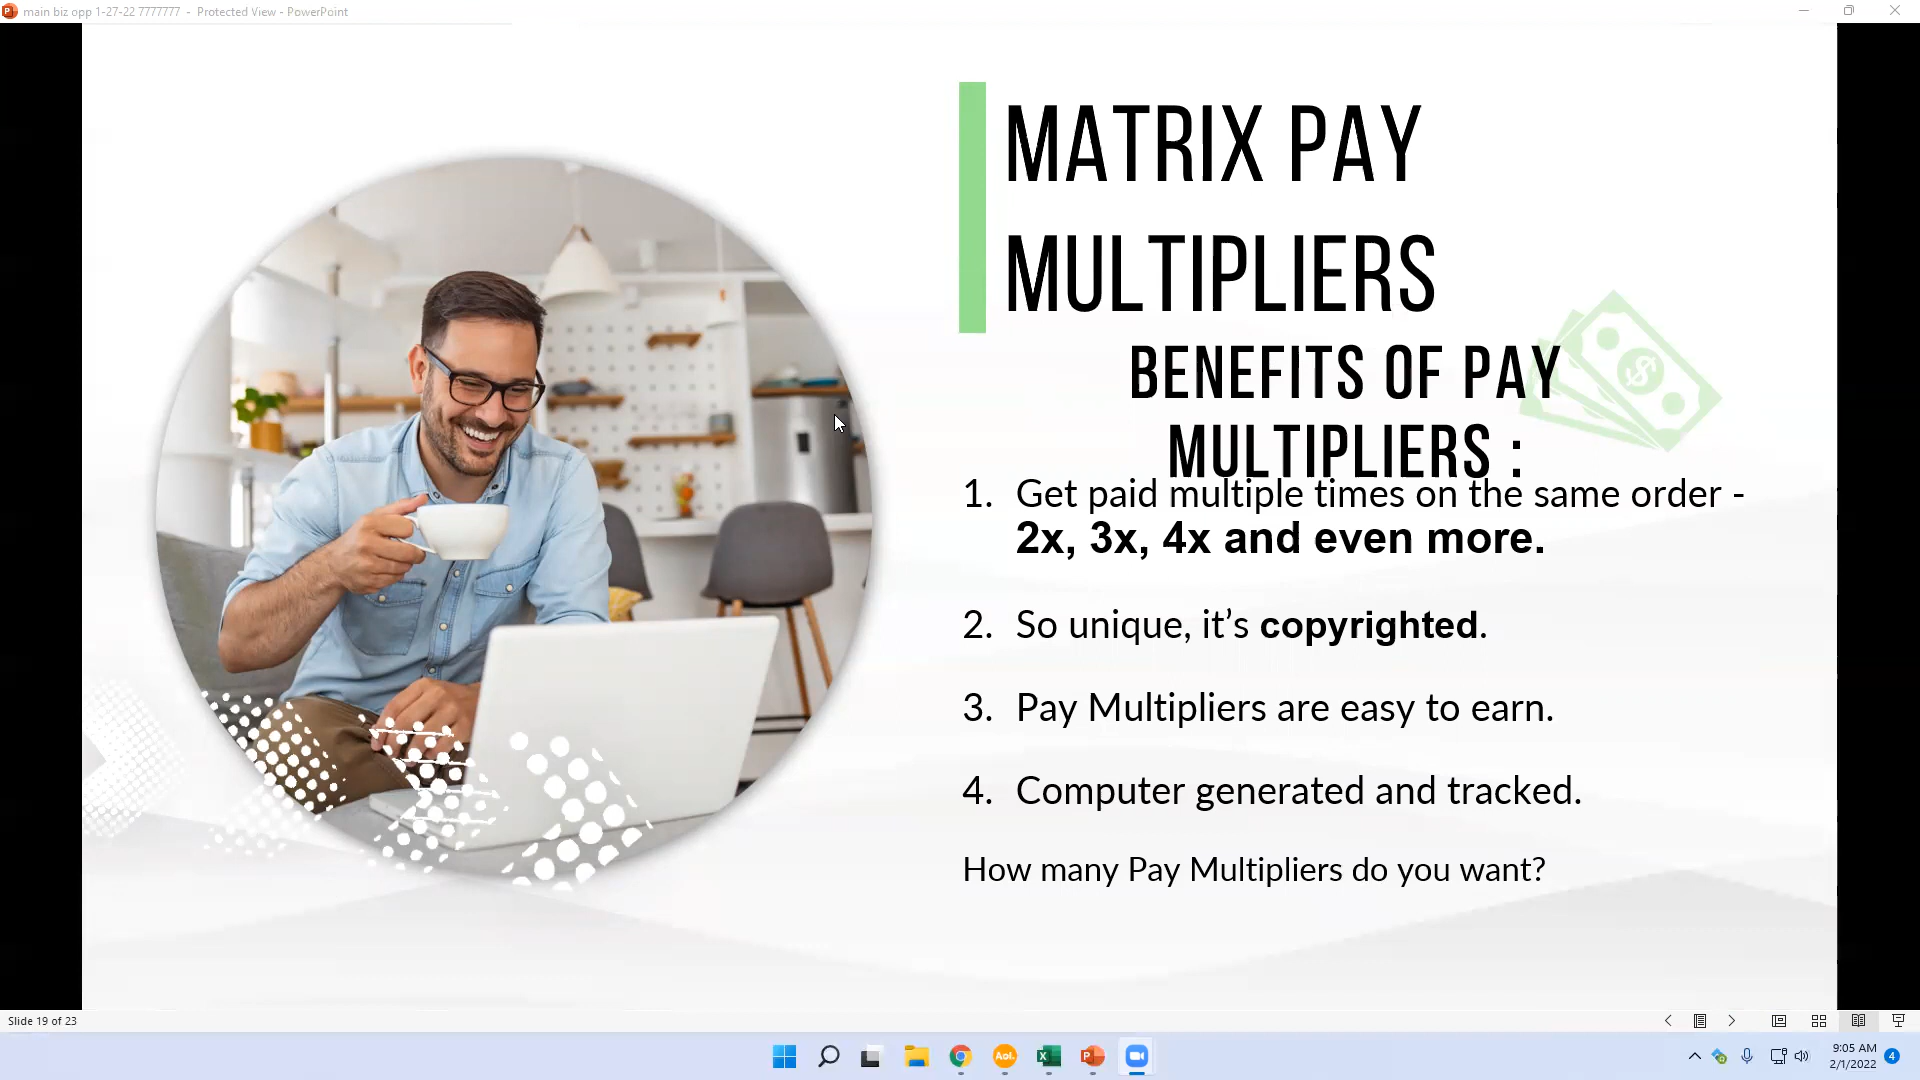 main biz opp 1-27-22 7777777 - Protected View - PowerPoint
MATRIX PAY
MULTIPLIERS
BENEFITS OF PAY
MULTIPLIERS :
1. Get paid multiple times on the same order -
2x, 3x, 4x and even more.
2. So unique, it’s copyrighted.
3. Pay Multipliers are easy to earn.
4. Computer generated and tracked.
How many Pay Multipliers do you want?
Slide 19 of 23
Aol.
9:05 AM
2/1/2022
4